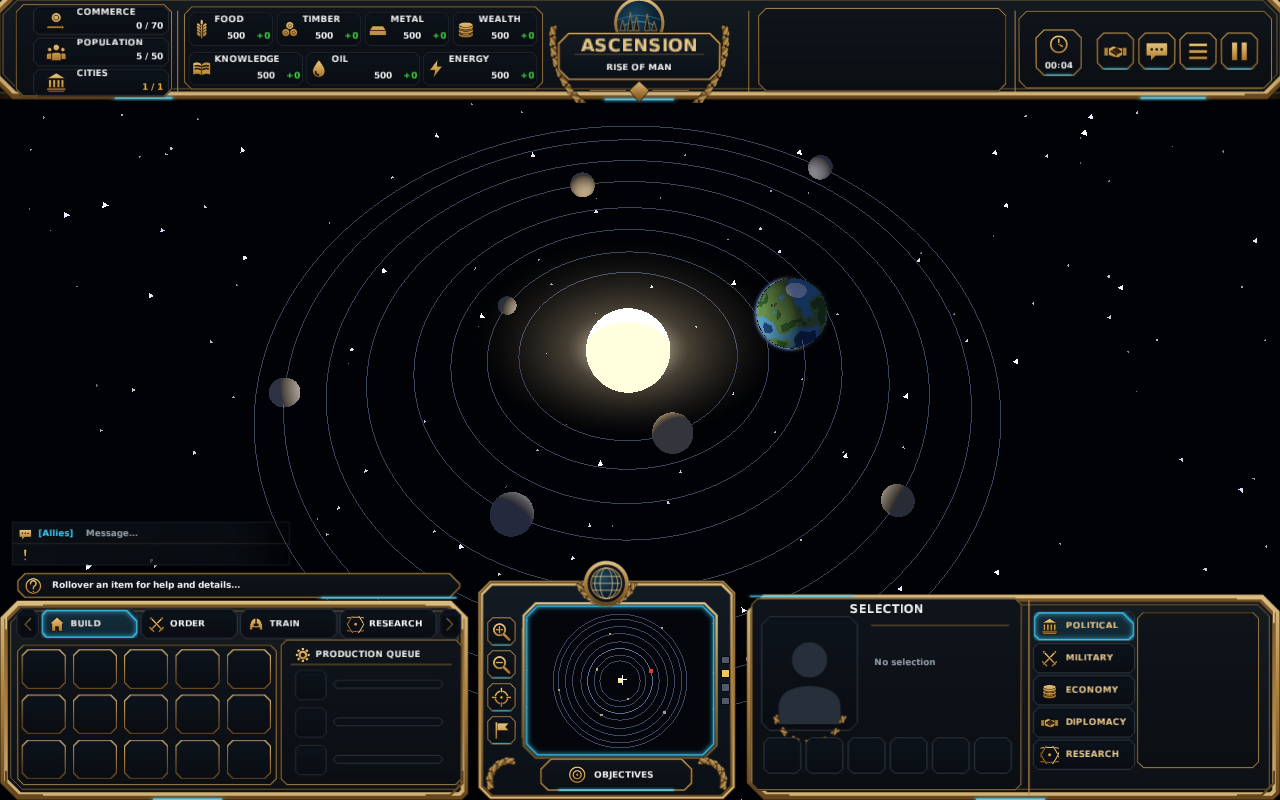 COMMERCE
0 / 70
POPULATION
5 / 50
CITIES
1 / 1
FOOD
500 +0
TIMBER
500 +0
METAL
500 +0
WEALTH
500 +0
KNOWLEDGE
500 +0
OIL
500 +0
ENERGY
500 +0
ASCENSION
RISE OF MAN
00:04
[Allies] Message...
!
Rollover an item for help and details...
BUILD
ORDER
TRAIN
RESEARCH
PRODUCTION QUEUE
OBJECTIVES
SELECTION
No selection
POLITICAL
MILITARY
ECONOMY
DIPLOMACY
RESEARCH